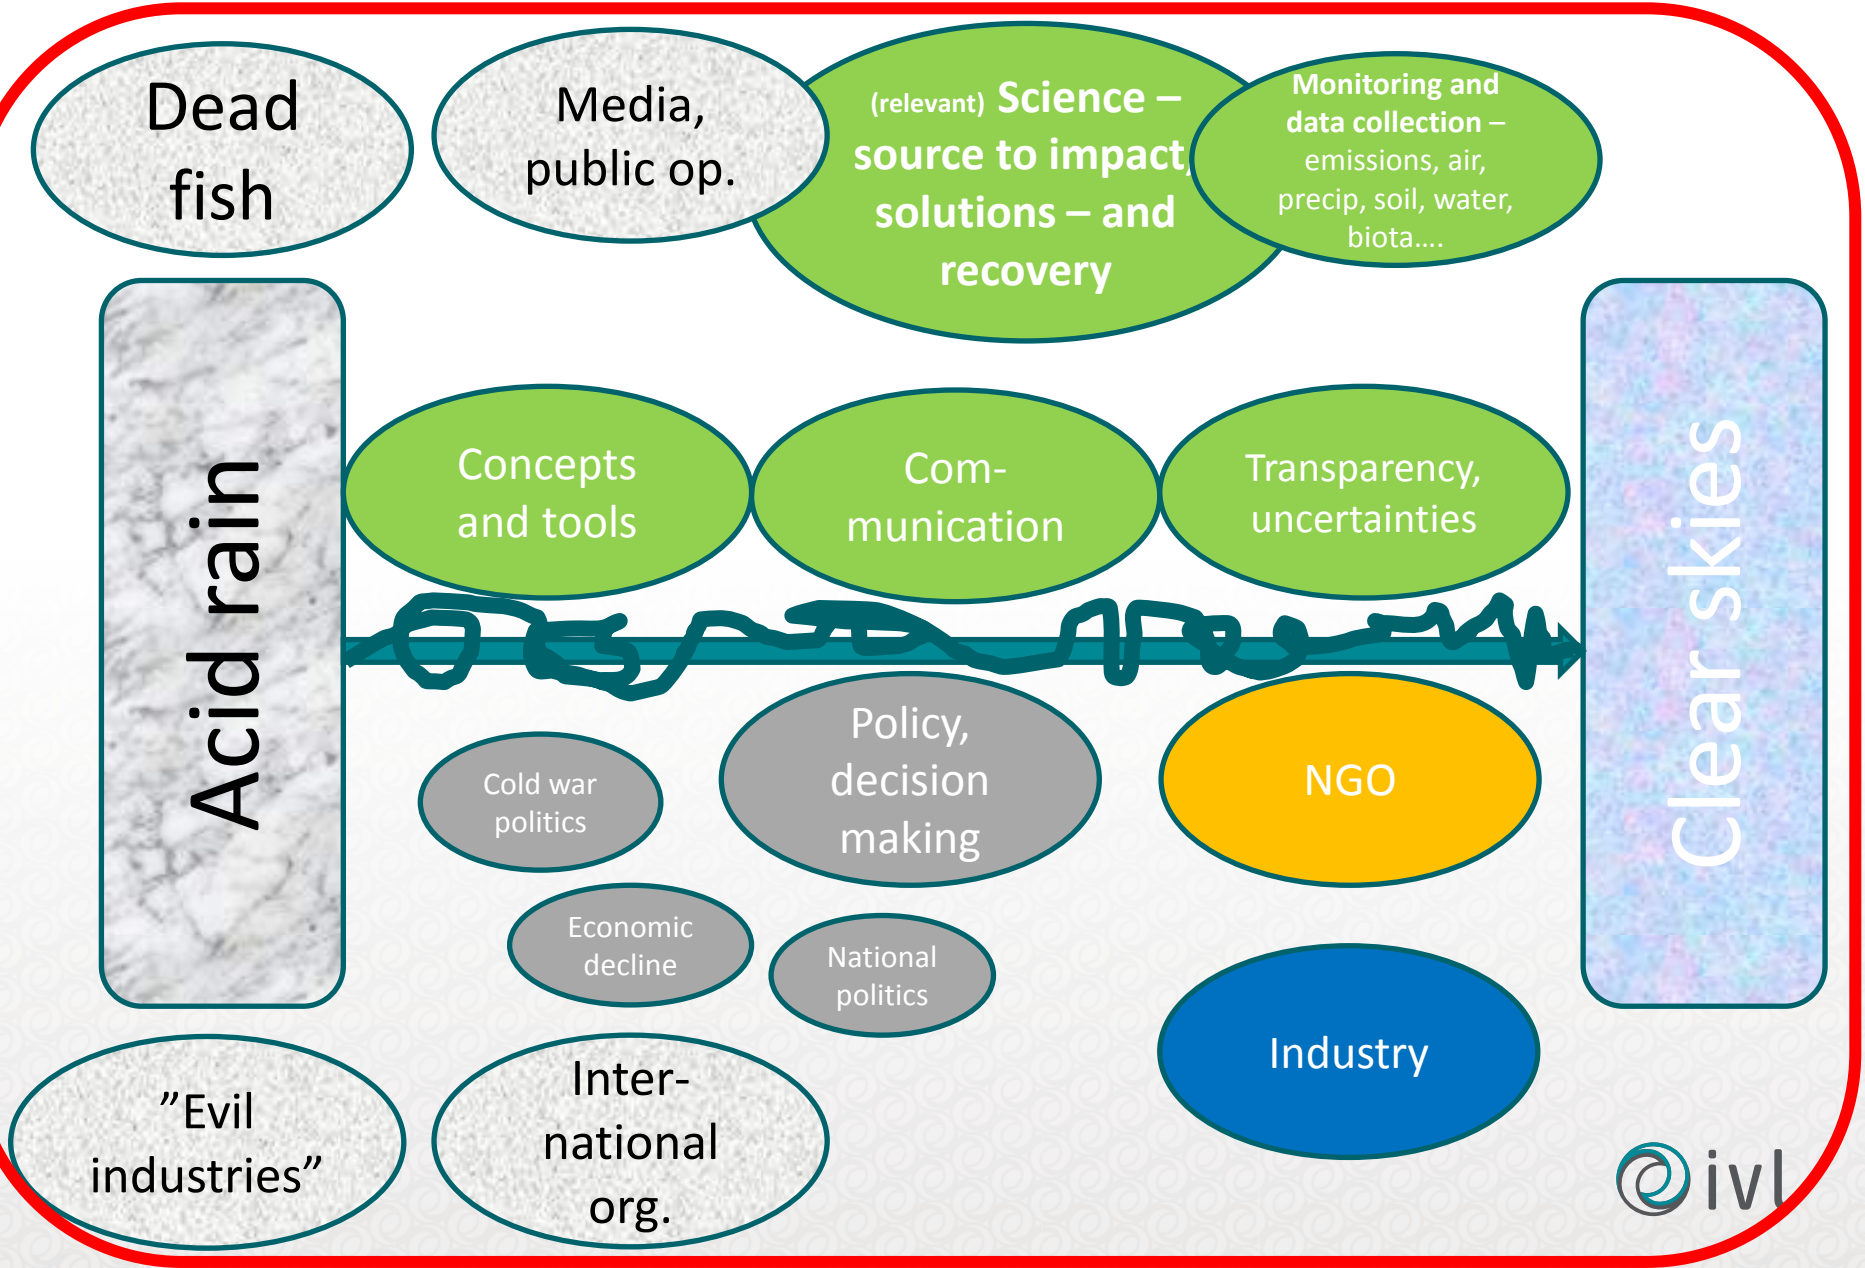 Dead
fish
Media,
public op.
(relevant) Science –
source to impact,
solutions – and
recovery
Monitoring and
data collection –
emissions, air,
precip, soil, water,
biota....
Acid rain
Concepts
and tools
Com-
munication
Transparency,
uncertainties
Clear skies
Cold war
politics
Policy,
decision
making
NGO
Economic
decline
National
politics
Industry
”Evil
industries”
Inter-
national
org.
ivl